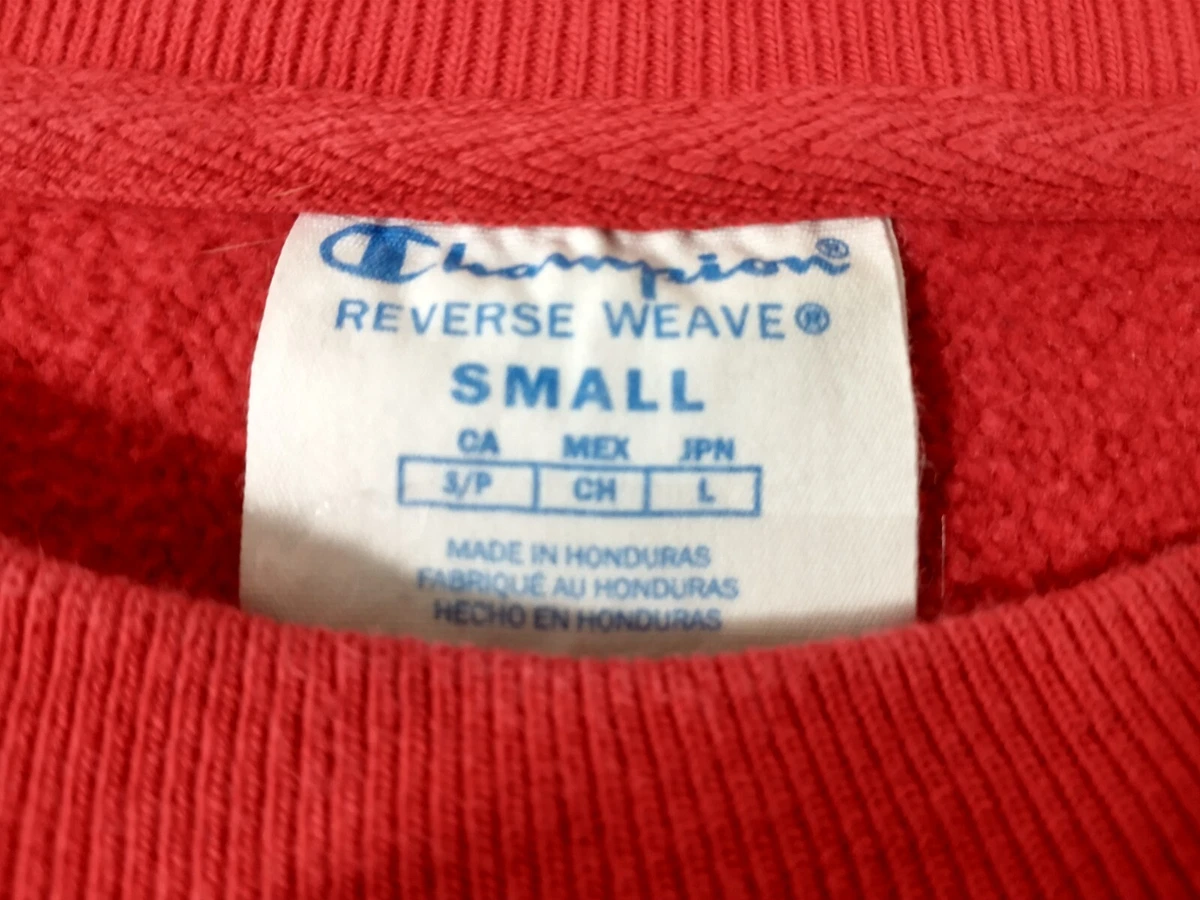 Champion®
REVERSE WEAVE®
SMALL
CA MEX JPN
S/P CH L
MADE IN HONDURAS
FABRIQUÉ AU HONDURAS
HECHO EN HONDURAS